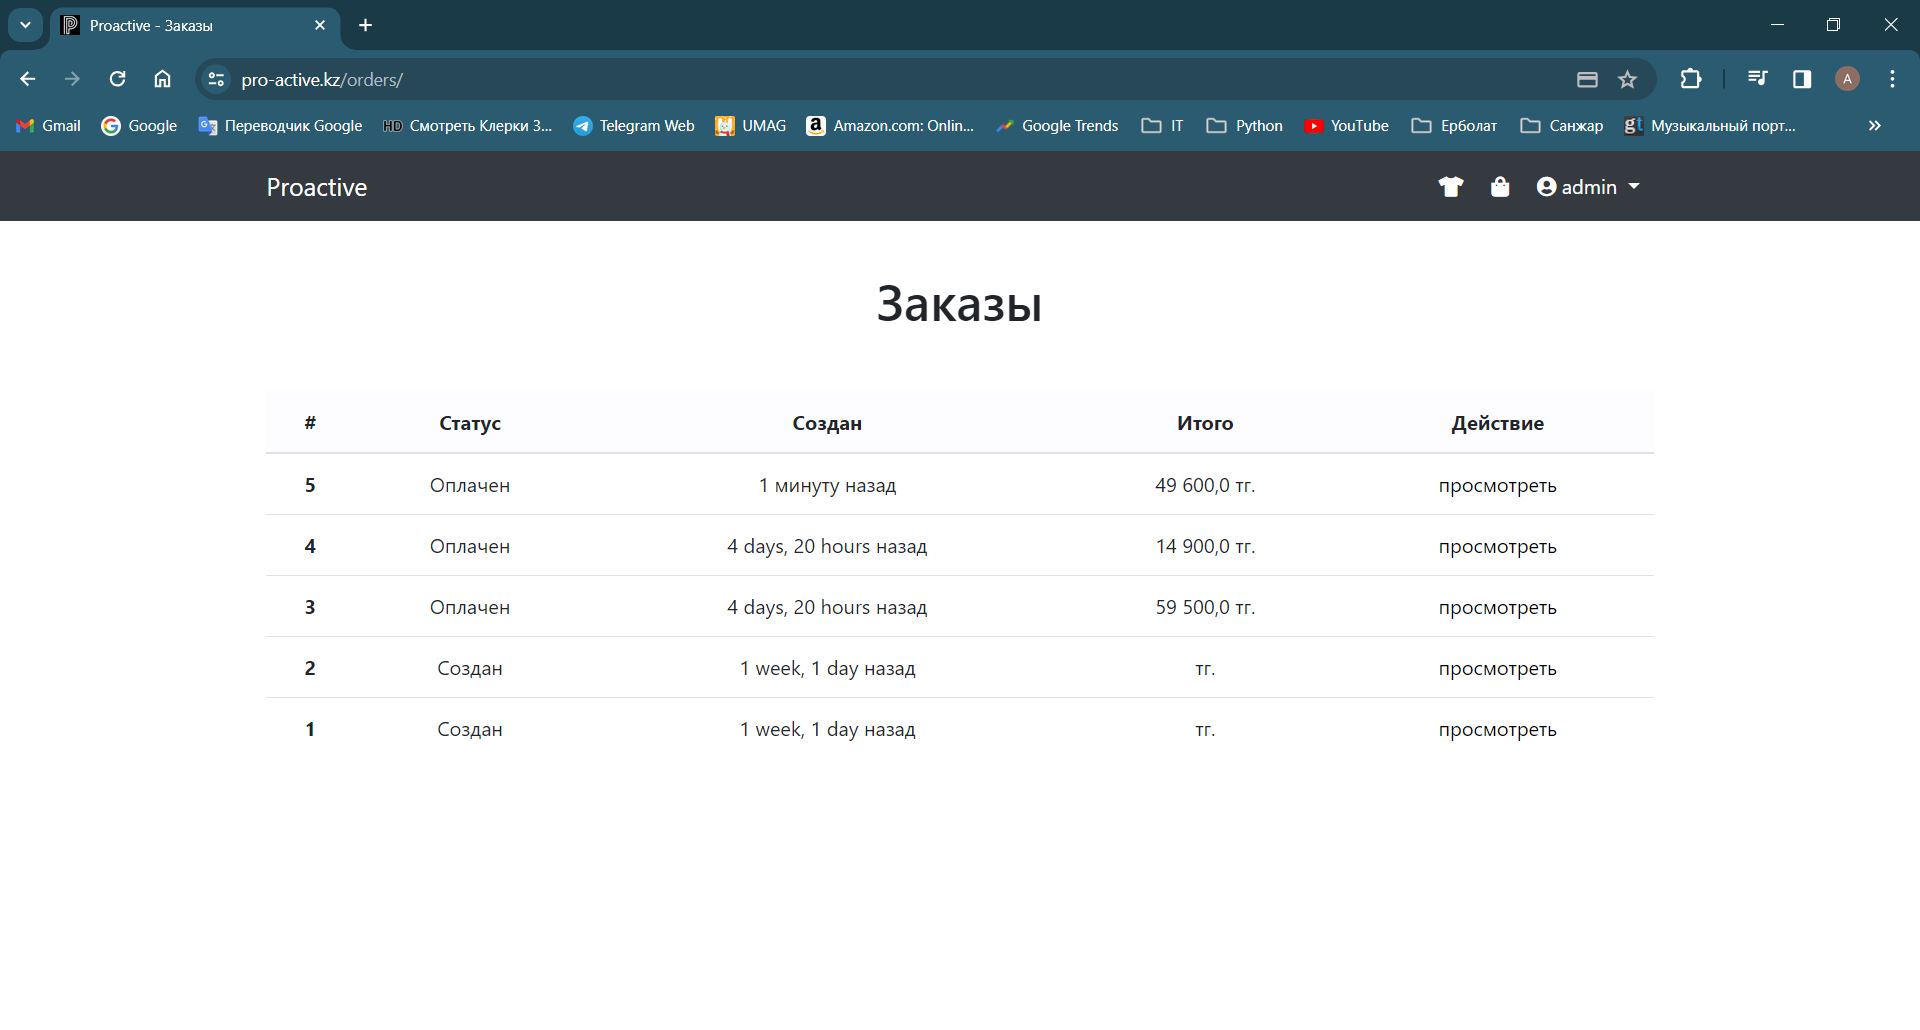 Proactive - Заказы
pro-active.kz/orders/
A
Gmail Google Переводчик Google HD Смотреть Клерки 3... Telegram Web UMAG a Amazon.com: Onlin... Google Trends IT Python YouTube Ерболат Санжар gt Музыкальный порт...
Proactive admin
Заказы
# Статус Создан Итого Действие
5 Оплачен 1 минуту назад 49 600,0 тг. просмотреть
4 Оплачен 4 days, 20 hours назад 14 900,0 тг. просмотреть
3 Оплачен 4 days, 20 hours назад 59 500,0 тг. просмотреть
2 Создан 1 week, 1 day назад тг. просмотреть
1 Создан 1 week, 1 day назад тг. просмотреть